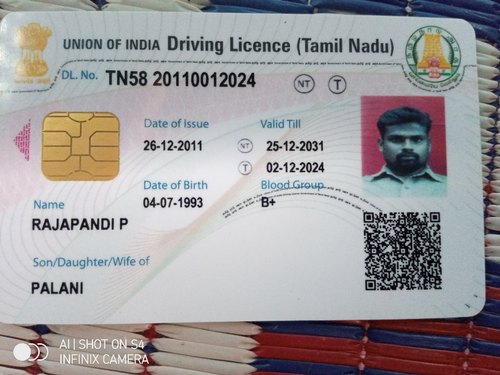 UNION OF INDIA Driving Licence (Tamil Nadu)
DL. No. TN58 20110012024 NT T
Date of Issue Valid Till
26-12-2011 NT 25-12-2031
T 02-12-2024
Date of Birth Blood Group
04-07-1993 B+
Name
RAJAPANDI P
Son/Daughter/Wife of
PALANI
AI | SHOT ON S4
INFINIX CAMERA